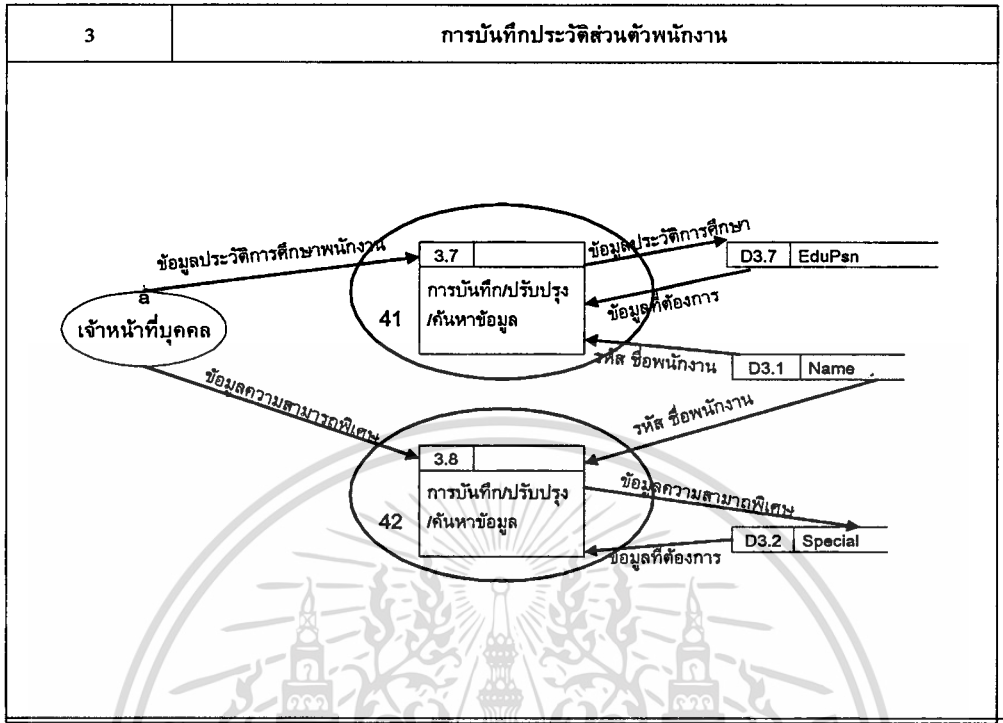 3
การบันทึกประวัติส่วนตัวพนักงาน
ข้อมูลประวัติการศึกษาพนักงาน
3.7
ข้อมูลประวัติการศึกษา
D3.7 EduPsn
a
การบันทึก/ปรับปรุง
41 /ค้นหาข้อมูล
ข้อมูลที่ต้องการ
เจ้าหน้าที่บุคคล
รหัส ชื่อพนักงาน
D3.1 Name
ข้อมูลความสามารถพิเศษ
รหัส ชื่อพนักงาน
3.8
การบันทึก/ปรับปรุง
42 /ค้นหาข้อมูล
ข้อมูลความสามาถพิเศษ
D3.2 Special
ข้อมูลที่ต้องการ